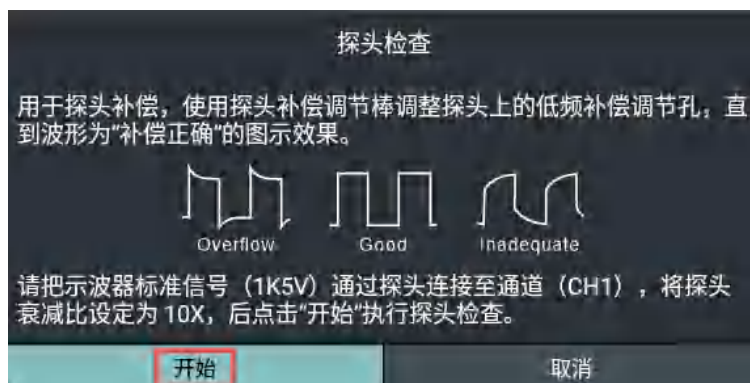 探头检查
用于探头补偿，使用探头补偿调节棒调整探头上的低频补偿调节孔，直
到波形为“补偿正确”的图示效果。
Overflow Good Inadequate
请把示波器标准信号（1K5V）通过探头连接至通道（CH1），将探头
衰减比设定为 10X，后点击“开始”执行探头检查。
开始 取消